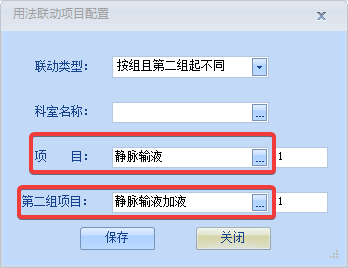 用法联动项目配置
联动类型： 按组且第二组起不同
科室名称： ...
项 目： 静脉输液 ... 1
第二组项目： 静脉输液加液 ... 1
保存 关闭